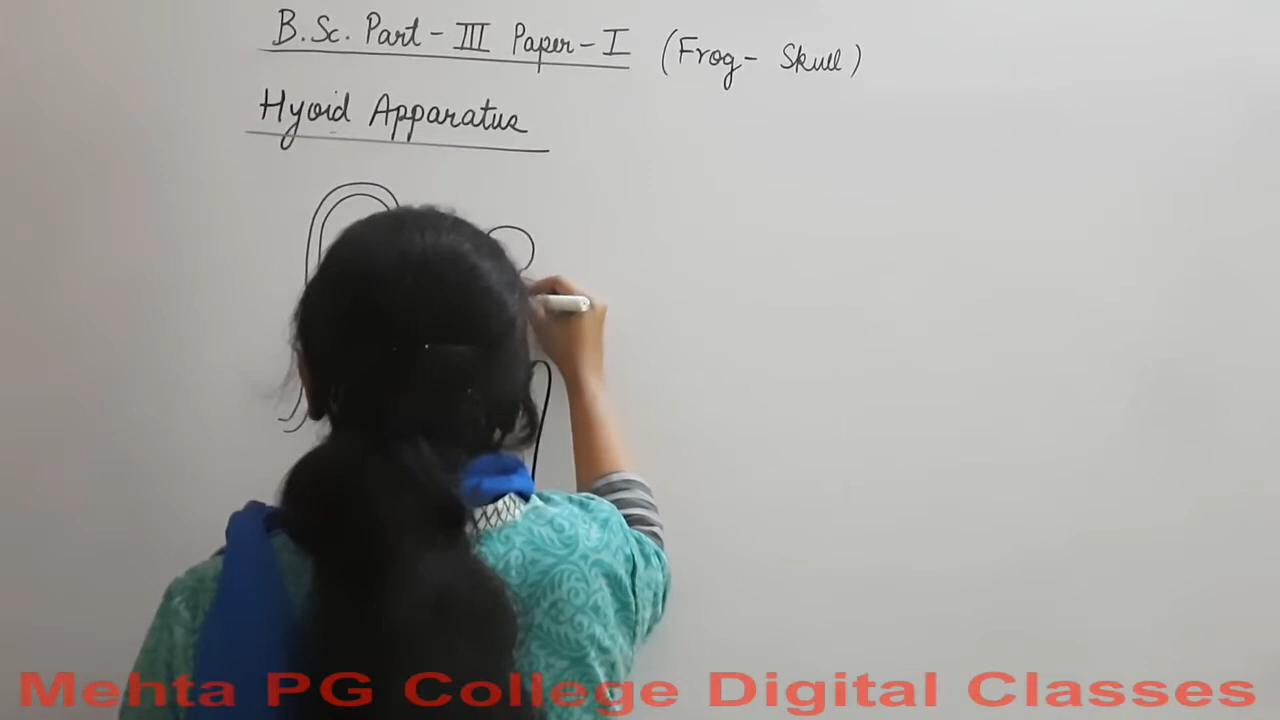 B.Sc. Part - III Paper - I (Frog - Skull)
Hyoid Apparatus
Mehta PG College Digital Classes